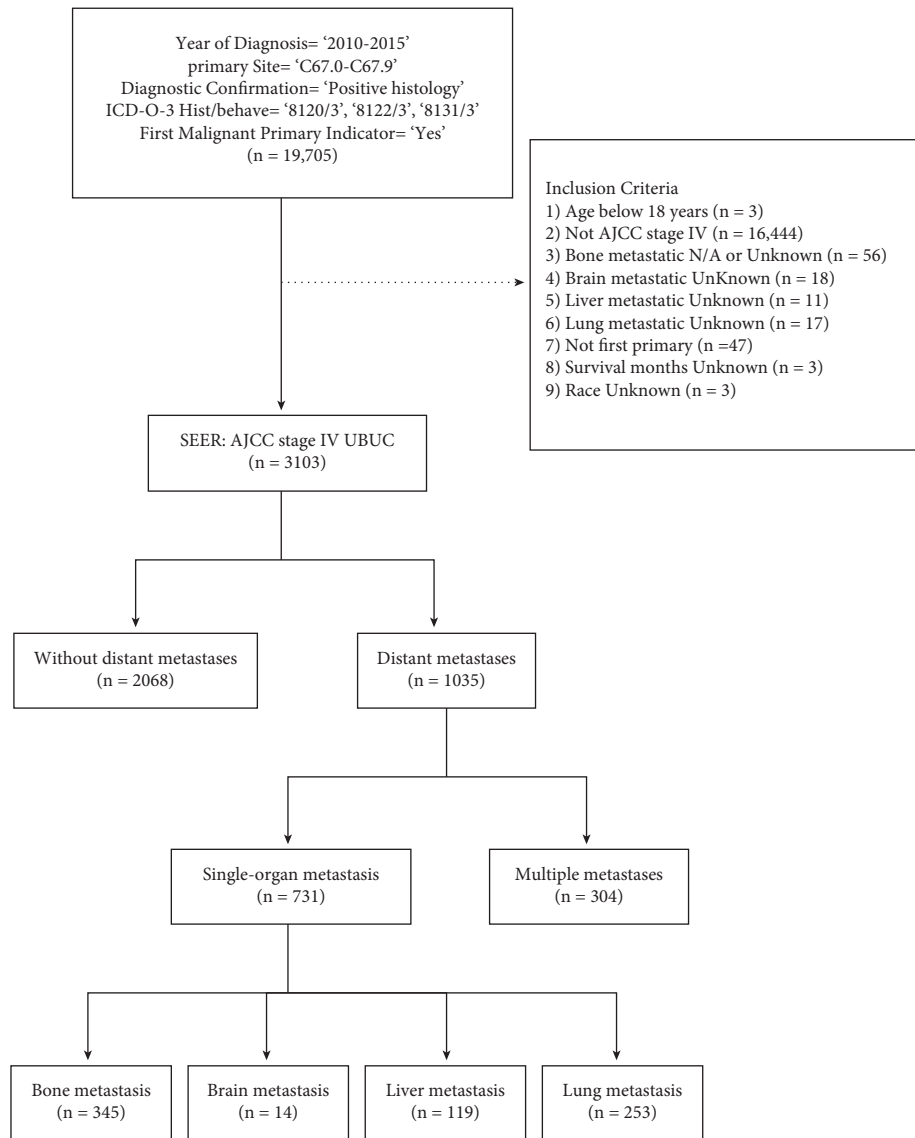 Year of Diagnosis= ‘2010-2015’
primary Site= ‘C67.0-C67.9’
Diagnostic Confirmation= ‘Positive histology’
ICD-O-3 Hist/behave= ‘8120/3’, ‘8122/3’, ‘8131/3’
First Malignant Primary Indicator= ‘Yes’
(n = 19,705)
Inclusion Criteria
1) Age below 18 years (n = 3)
2) Not AJCC stage IV (n = 16,444)
3) Bone metastatic N/A or Unknown (n = 56)
4) Brain metastatic UnKnown (n = 18)
5) Liver metastatic Unknown (n = 11)
6) Lung metastatic Unknown (n = 17)
7) Not first primary (n =47)
8) Survival months Unknown (n = 3)
9) Race Unknown (n = 3)
SEER: AJCC stage IV UBUC
(n = 3103)
Without distant metastases
(n = 2068)
Distant metastases
(n = 1035)
Single-organ metastasis
(n = 731)
Multiple metastases
(n = 304)
Bone metastasis
(n = 345)
Brain metastasis
(n = 14)
Liver metastasis
(n = 119)
Lung metastasis
(n = 253)